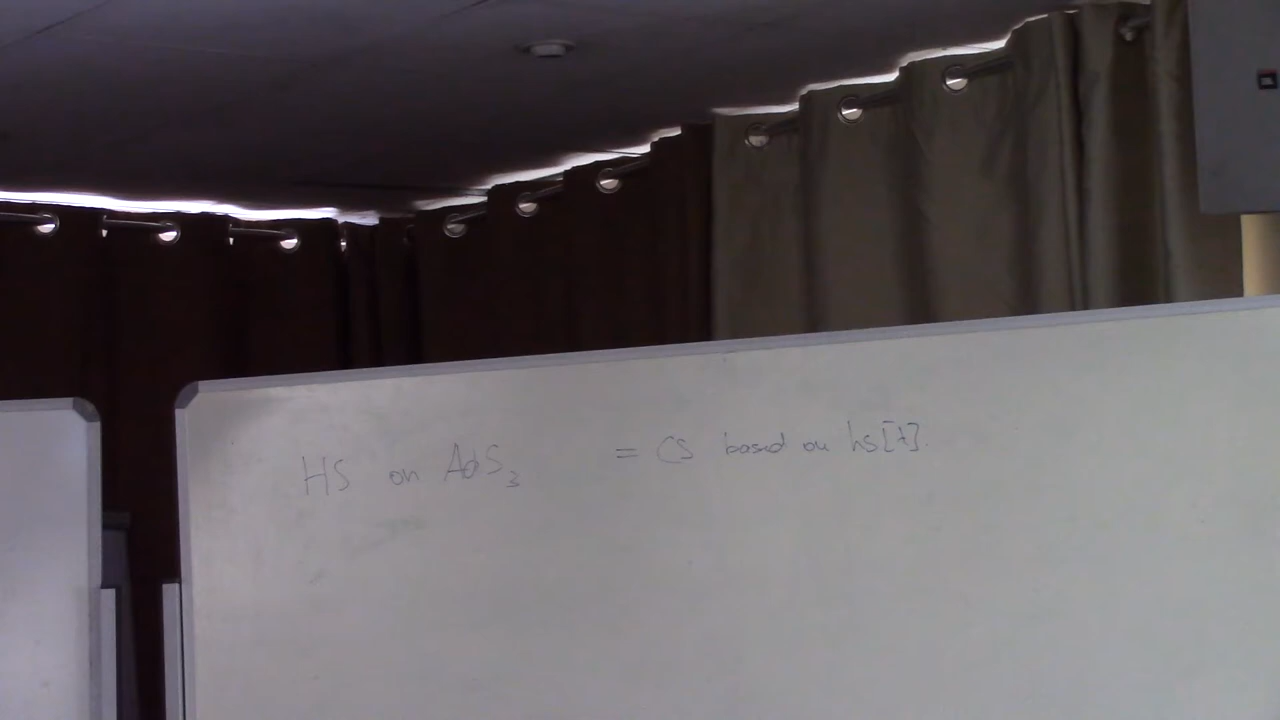 HS on AdS₃ = CS based on hs[λ].